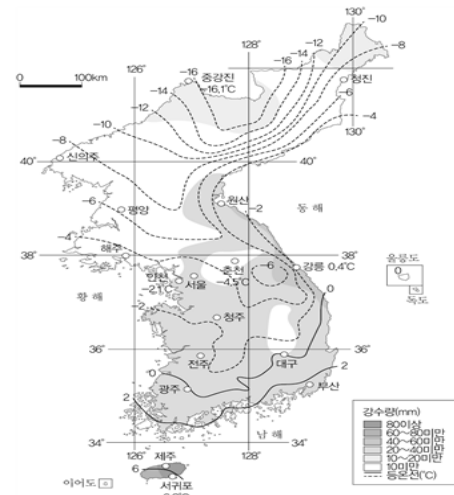 130°
-10
-8
128°
-12
-14
-16
126°
-16
중강진
-16.1℃
-14
-12
-10
-8
청진
-6
-4
130°
0
100km
40°
신의주
40°
-6
평양
원산
-2
동 해
-4
38°
해주
38°
울릉도
0
독도
춘천
-4.5℃
-6
강릉 0.4℃
인천
-2.1℃
서울
황 해
-2
0
청주
36°
36°
전주
대구
2
0
광주
부산
2
34°
34°
126°
128°
남 해
제주
6
서귀포
이어도
강수량(mm)
80이상
60~80미만
40~60미만
20~40미만
10~20미만
10미만
등온선(℃)